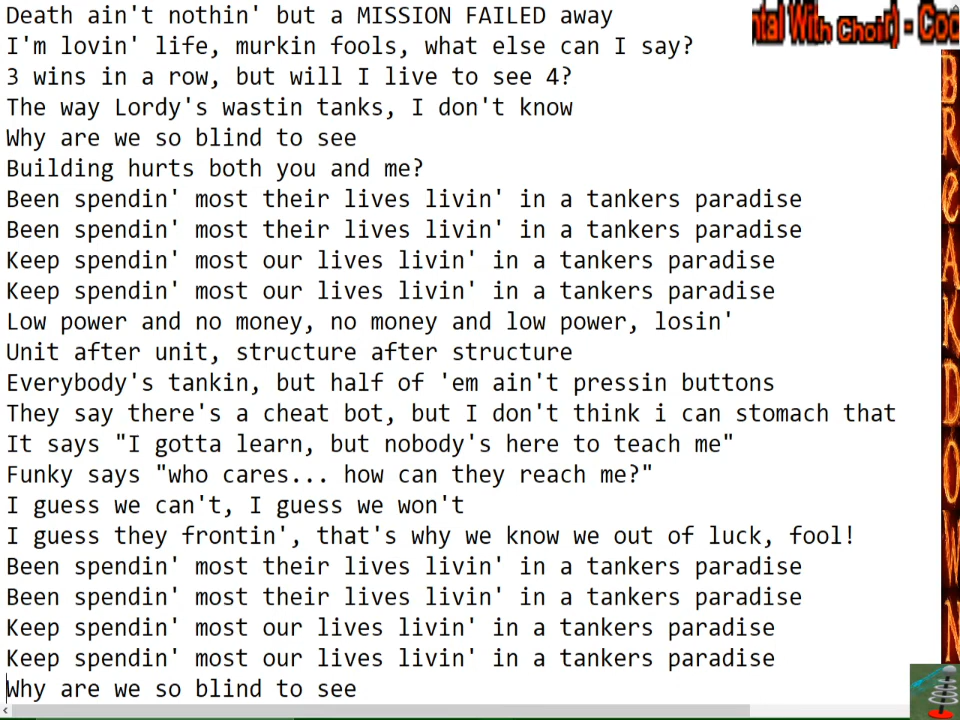 Death ain't nothin' but a MISSION FAILED away
I'm lovin' life, murkin fools, what else can I say?
3 wins in a row, but will I live to see 4?
The way Lordy's wastin tanks, I don't know
Why are we so blind to see
Building hurts both you and me?
Been spendin' most their lives livin' in a tankers paradise
Been spendin' most their lives livin' in a tankers paradise
Keep spendin' most our lives livin' in a tankers paradise
Keep spendin' most our lives livin' in a tankers paradise
Low power and no money, no money and low power, losin'
Unit after unit, structure after structure
Everybody's tankin, but half of 'em ain't pressin buttons
They say there's a cheat bot, but I don't think i can stomach that
It says "I gotta learn, but nobody's here to teach me"
Funky says "who cares... how can they reach me?"
I guess we can't, I guess we won't
I guess they frontin', that's why we know we out of luck, fool!
Been spendin' most their lives livin' in a tankers paradise
Been spendin' most their lives livin' in a tankers paradise
Keep spendin' most our lives livin' in a tankers paradise
Keep spendin' most our lives livin' in a tankers paradise
Why are we so blind to see
ntal With Choir) - Coo
BReAKDOWN